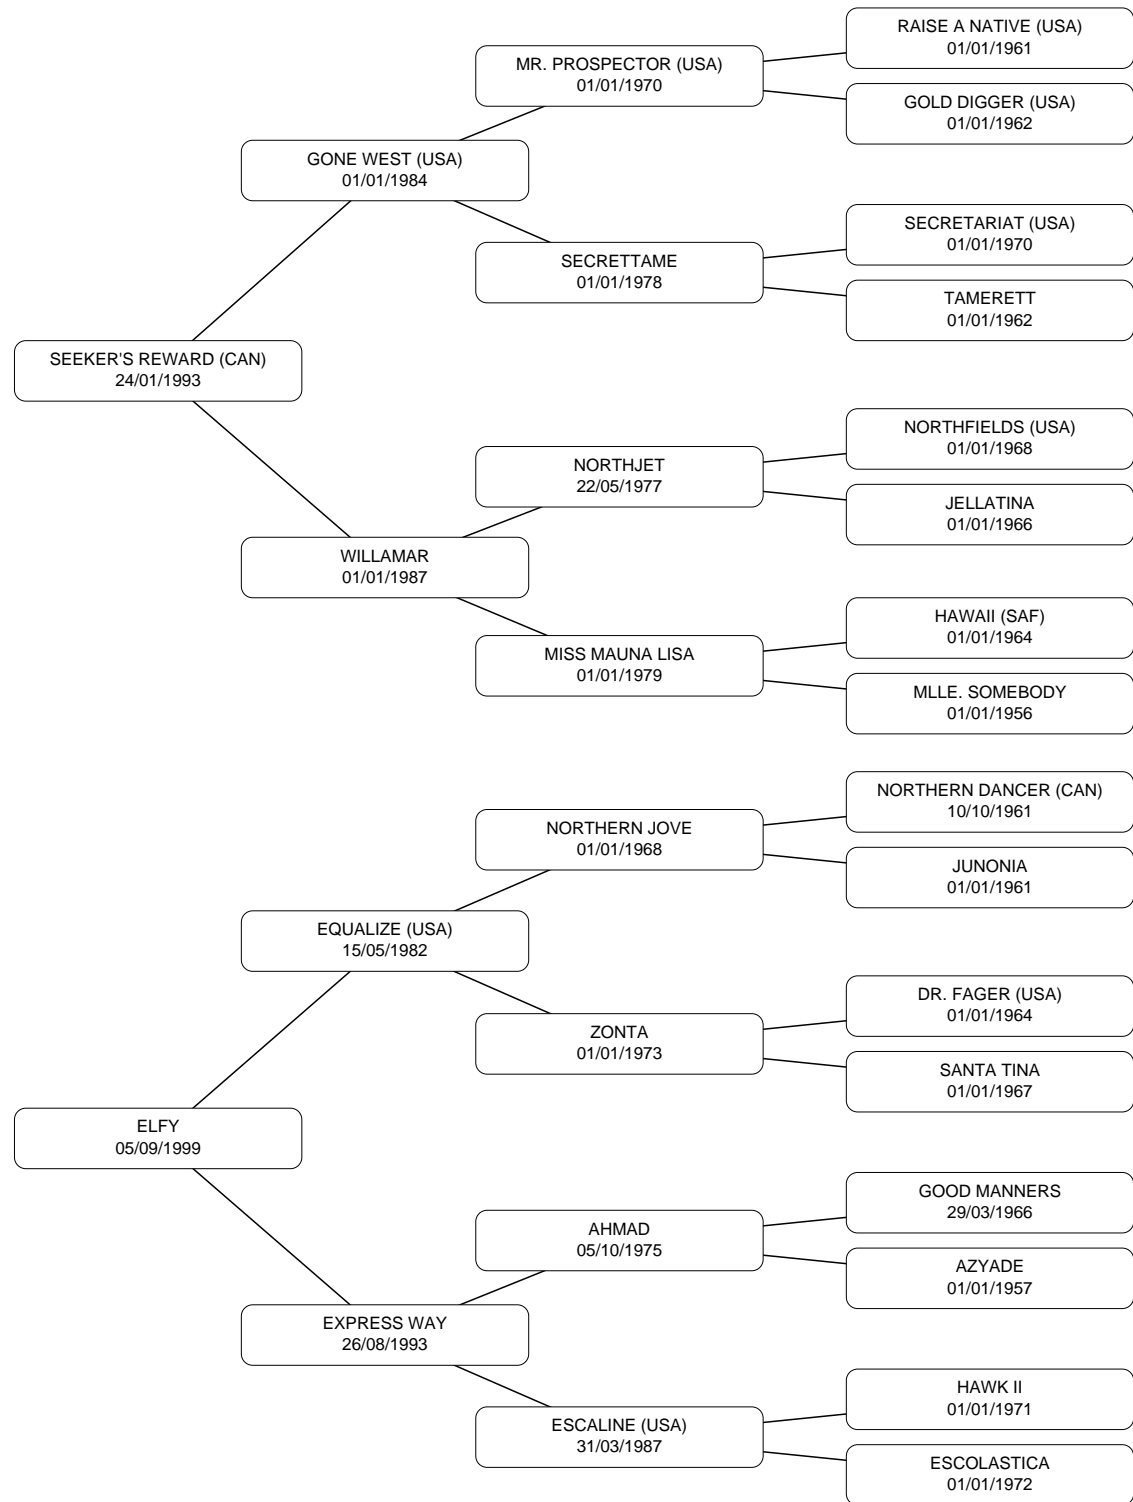 RAISE A NATIVE (USA)
01/01/1961
MR. PROSPECTOR (USA)
01/01/1970
GOLD DIGGER (USA)
01/01/1962
GONE WEST (USA)
01/01/1984
SECRETARIAT (USA)
01/01/1970
SECRETTAME
01/01/1978
TAMERETT
01/01/1962
SEEKER'S REWARD (CAN)
24/01/1993
NORTHFIELDS (USA)
01/01/1968
NORTHJET
22/05/1977
JELLATINA
01/01/1966
WILLAMAR
01/01/1987
HAWAII (SAF)
01/01/1964
MISS MAUNA LISA
01/01/1979
MLLE. SOMEBODY
01/01/1956
NORTHERN DANCER (CAN)
10/10/1961
NORTHERN JOVE
01/01/1968
JUNONIA
01/01/1961
EQUALIZE (USA)
15/05/1982
DR. FAGER (USA)
01/01/1964
ZONTA
01/01/1973
SANTA TINA
01/01/1967
ELFY
05/09/1999
GOOD MANNERS
29/03/1966
AHMAD
05/10/1975
AZYADE
01/01/1957
EXPRESS WAY
26/08/1993
HAWK II
01/01/1971
ESCALINE (USA)
31/03/1987
ESCOLASTICA
01/01/1972